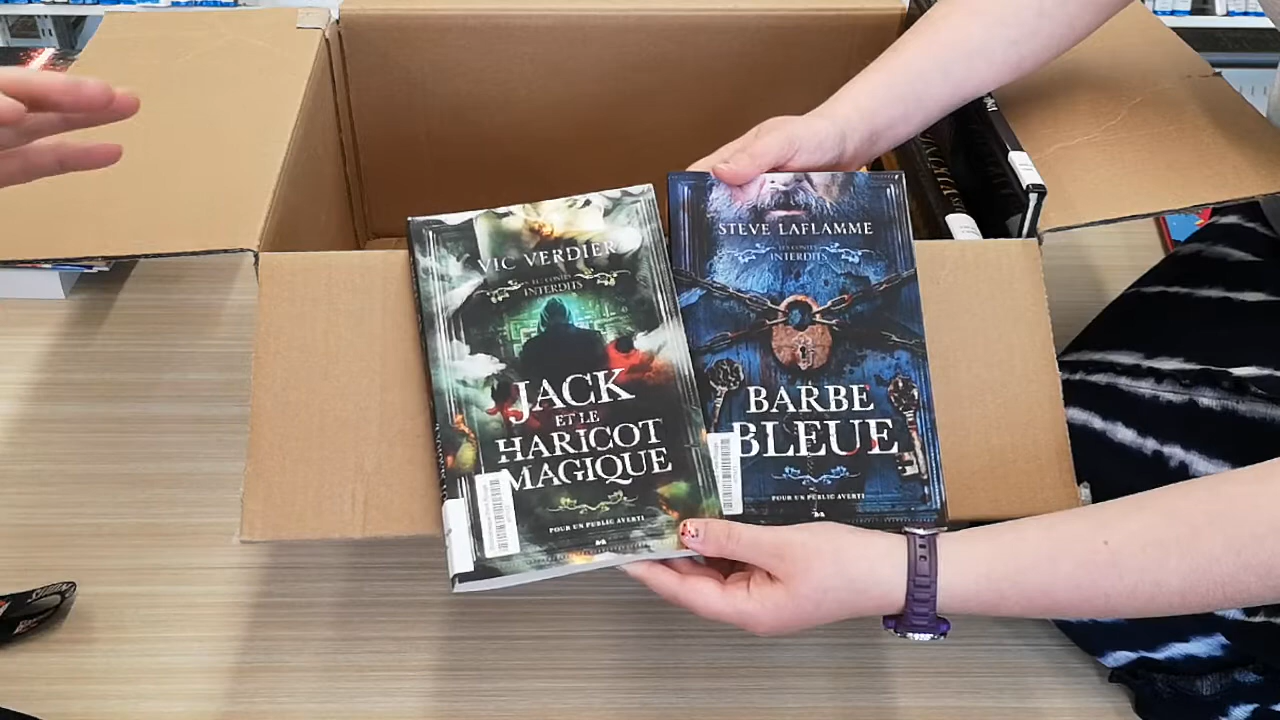 VIC VERDIER
LES CONTES
INTERDITS
JACK
ET LE
HARICOT
MAGIQUE
POUR UN PUBLIC AVERTI
STEVE LAFLAMME
LES CONTES
INTERDITS
BARBE
BLEUE
POUR UN PUBLIC AVERTI